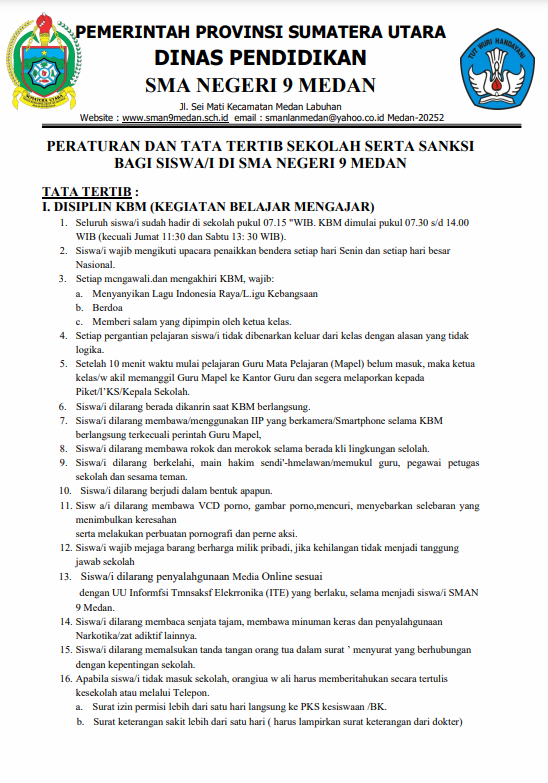 PEMERINTAH PROVINSI SUMATERA UTARA
DINAS PENDIDIKAN
SMA NEGERI 9 MEDAN
Jl. Sei Mati Kecamatan Medan Labuhan
Website : www.sman9medan.sch.id email : smanlanmedan@yahoo.co.id Medan-20252
SUMATERA UTARA
TUT WURI HANDAYANI
PERATURAN DAN TATA TERTIB SEKOLAH SERTA SANKSI
BAGI SISWA/I DI SMA NEGERI 9 MEDAN
TATA TERTIB :
I. DISIPLIN KBM (KEGIATAN BELAJAR MENGAJAR)
1. Seluruh siswa/i sudah hadir di sekolah pukul 07.15 "WIB. KBM dimulai pukul 07.30 s/d 14.00
WIB (kecuali Jumat 11:30 dan Sabtu 13: 30 WIB).
2. Siswa/i wajib mengikuti upacara penaikkan bendera setiap hari Senin dan setiap hari besar
Nasional.
3. Setiap mengawali.dan mengakhiri KBM, wajib:
a. Menyanyikan Lagu Indonesia Raya/L.igu Kebangsaan
b. Berdoa
c. Memberi salam yang dipimpin oleh ketua kelas.
4. Setiap pergantian pelajaran siswa/i tidak dibenarkan keluar dari kelas dengan alasan yang tidak
logika.
5. Setelah 10 menit waktu mulai pelajaran Guru Mata Pelajaran (Mapel) belum masuk, maka ketua
kelas/w akil memanggil Guru Mapel ke Kantor Guru dan segera melaporkan kepada
Piket/l’KS/Kepala Sekolah.
6. Siswa/i dilarang berada dikanrin saat KBM berlangsung.
7. Siswa/i dilarang membawa/menggunakan IIP yang berkamera/Smartphone selama KBM
berlangsung terkecuali perintah Guru Mapel,
8. Siswa/i dilarang membawa rokok dan merokok selama berada kli lingkungan selolah.
9. Siswa/i dilarang berkelahi, main hakim sendi'-hmelawan/memukul guru, pegawai petugas
sekolah dan sesama teman.
10. Siswa/i dilarang berjudi dalam bentuk apapun.
11. Sisw a/i dilarang membawa VCD porno, gambar porno,mencuri, menyebarkan selebaran yang
menimbulkan keresahan
serta melakukan perbuatan pornografi dan perne aksi.
12. Siswa/i wajib mejaga barang berharga milik pribadi, jika kehilangan tidak menjadi tanggung
jawab sekolah
13. Siswa/i dilarang penyalahgunaan Media Online sesuai
dengan UU Informfsi Tmnsaksf Elekrronika (ITE) yang berlaku, selama menjadi siswa/i SMAN
9 Medan.
14. Siswa/i dilarang membaca senjata tajam, membawa minuman keras dan penyalahgunaan
Narkotika/zat adiktif lainnya.
15. Siswa/i dilarang memalsukan tanda tangan orang tua dalam surat ’ menyurat yang berhubungan
dengan kepentingan sekolah.
16. Apabila siswa/i tidak masuk sekolah, orangiua w ali harus memberitahukan secara tertulis
kesekolah atau melalui Telepon.
a. Surat izin permisi lebih dari satu hari langsung ke PKS kesiswaan /BK.
b. Surat keterangan sakit lebih dari satu hari ( harus lampirkan surat keterangan dari dokter)